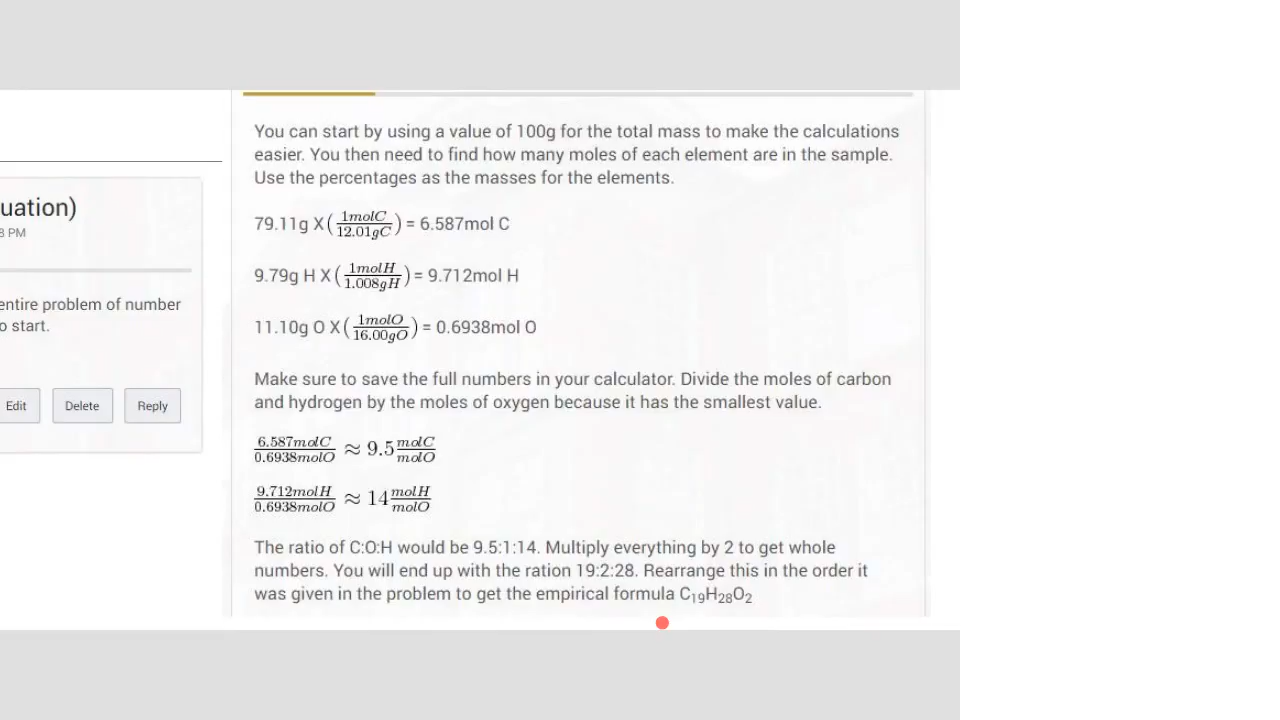 You can start by using a value of 100g for the total mass to make the calculations
easier. You then need to find how many moles of each element are in the sample.
Use the percentages as the masses for the elements.
79.11g X (1molC/12.01gC) = 6.587mol C
9.79g H X (1molH/1.008gH) = 9.712mol H
11.10g O X (1molO/16.00gO) = 0.6938mol O
Make sure to save the full numbers in your calculator. Divide the moles of carbon
and hydrogen by the moles of oxygen because it has the smallest value.
6.587molC/0.6938molO ≈ 9.5 molC/molO
9.712molH/0.6938molO ≈ 14 molH/molO
The ratio of C:O:H would be 9.5:1:14. Multiply everything by 2 to get whole
numbers. You will end up with the ration 19:2:28. Rearrange this in the order it
was given in the problem to get the empirical formula C₁₉H₂₈O₂
uation)
8 PM
entire problem of number
o start.
Edit Delete Reply